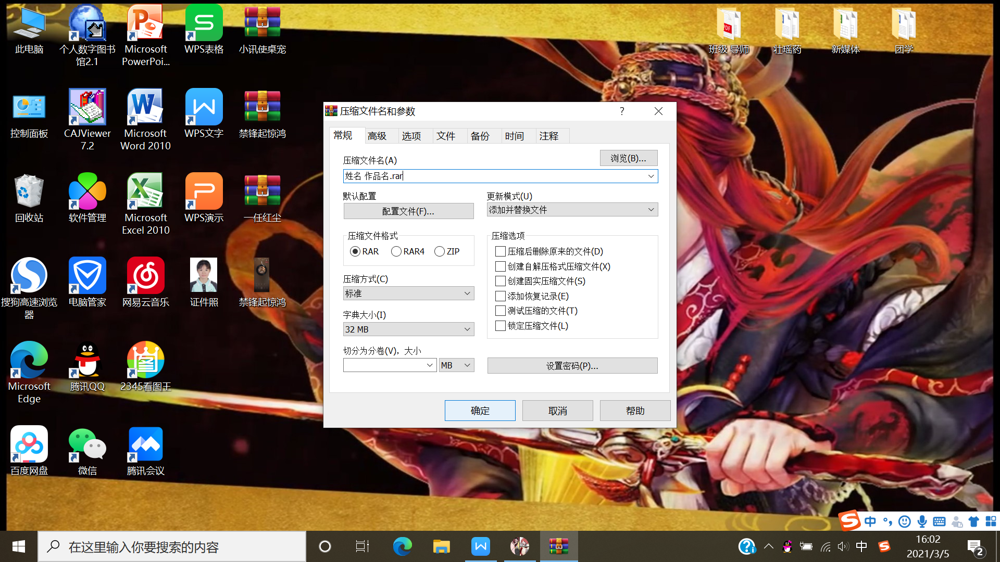 此电脑
个人数字图书
馆2.1
Microsoft
PowerPoi...
WPS表格
小讯使桌宠
班级 导师
壮瑶药
新媒体
团学
控制面板
CAJViewer
7.2
Microsoft
Word 2010
WPS文字
禁锋起惊鸿
回收站
软件管理
Microsoft
Excel 2010
WPS演示
一任红尘
搜狗高速浏览
器
电脑管家
网易云音乐
证件照
禁锋起惊鸿
Microsoft
Edge
腾讯QQ
2345看图王
百度网盘
微信
腾讯会议
压缩文件名和参数
?
常规 高级 选项 文件 备份 时间 注释
压缩文件名(A)
浏览(B)...
姓名 作品名.rar
默认配置
配置文件(F)...
更新模式(U)
添加并替换文件
压缩文件格式
RAR RAR4 ZIP
压缩方式(C)
标准
字典大小(I)
32 MB
切分为分卷(V)，大小
MB
压缩选项
压缩后删除原来的文件(D)
创建自解压格式压缩文件(X)
创建固实压缩文件(S)
添加恢复记录(E)
测试压缩的文件(T)
锁定压缩文件(L)
设置密码(P)...
确定 取消 帮助
中
在这里输入你要搜索的内容
中
16:02
2021/3/5
2